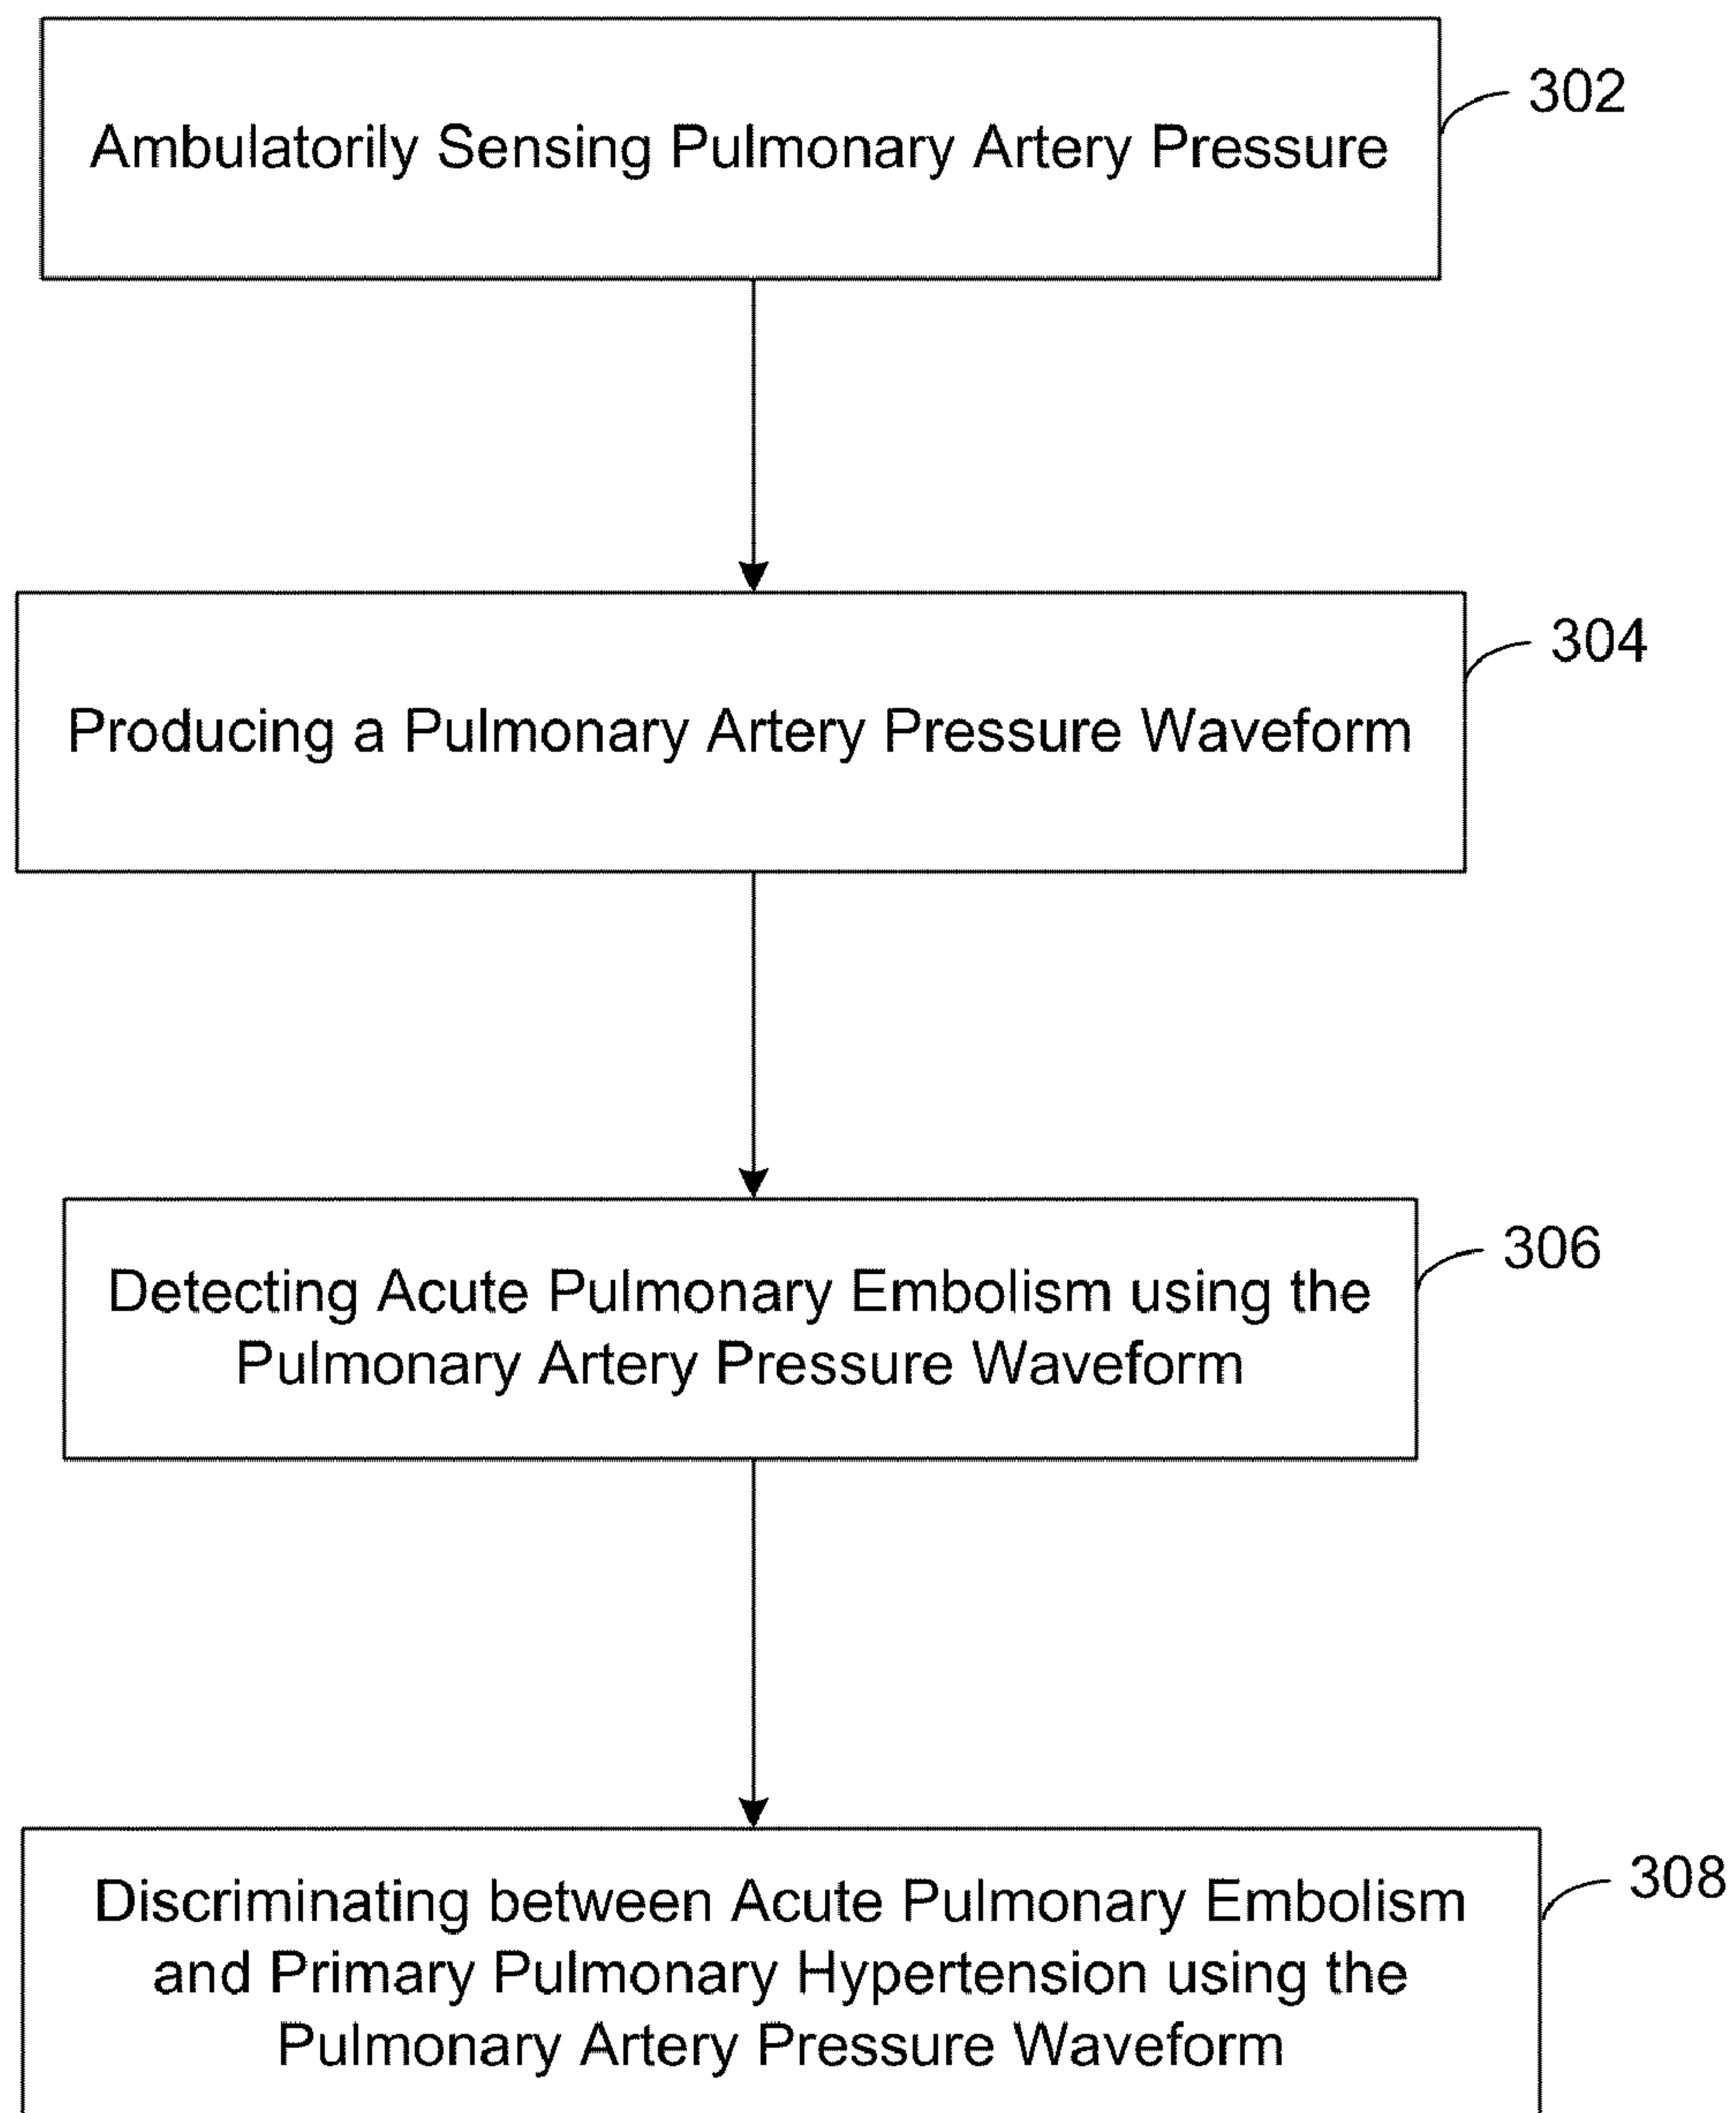 Ambulatorily Sensing Pulmonary Artery Pressure
302
Producing a Pulmonary Artery Pressure Waveform
304
Detecting Acute Pulmonary Embolism using the
Pulmonary Artery Pressure Waveform
306
Discriminating between Acute Pulmonary Embolism
and Primary Pulmonary Hypertension using the
Pulmonary Artery Pressure Waveform
308